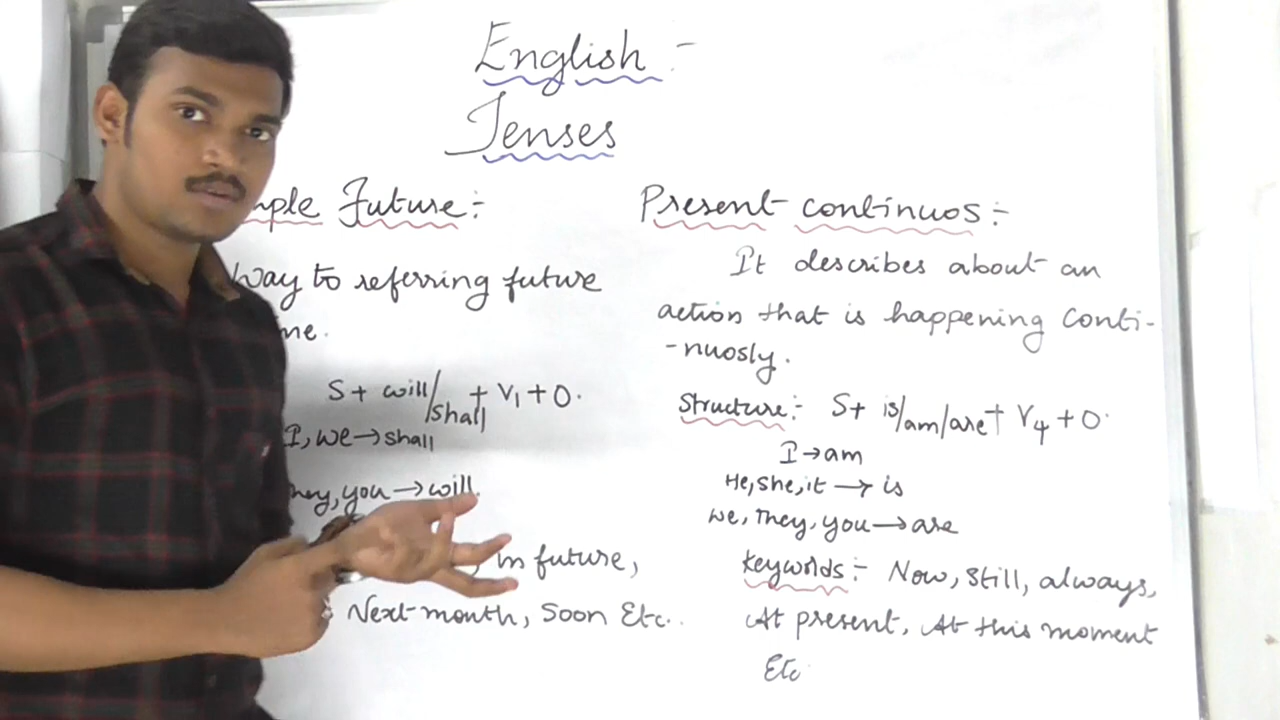 English :-
Tenses
mple Future :-
Way to referring future
me.
S + will/shall + V1 + O.
I, we → shall
hey, you → will.
, in future,
Next month, Soon Etc..
Present continuos :-
It describes about an
action that is happening conti-
-nuosly.
Structure :- S + is/am/are + V4 + O.
I → am
He, she, it → is
we, They, you → are
Keywords :- Now, still, always,
At present, At this moment
Etc